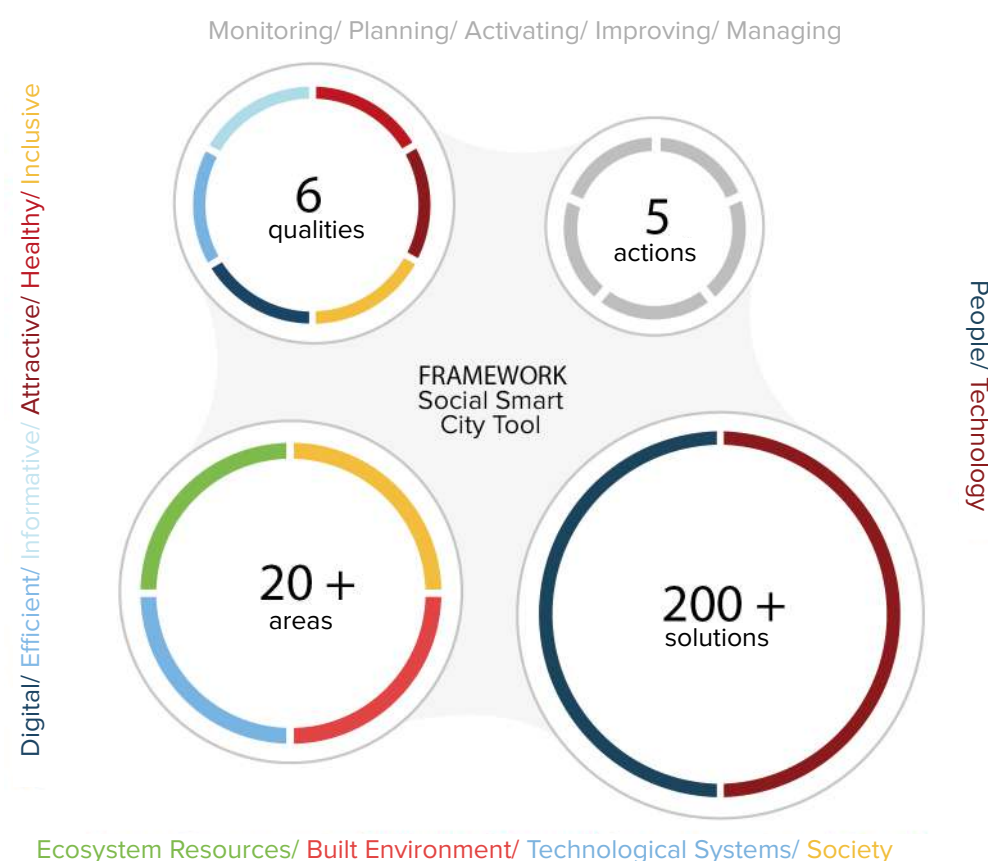 Monitoring/ Planning/ Activating/ Improving/ Managing
Digital/ Efficient/ Informative/ Attractive/ Healthy/ Inclusive
6
qualities
5
actions
People/ Technology
FRAMEWORK
Social Smart
City Tool
20 +
areas
200 +
solutions
Ecosystem Resources/ Built Environment/ Technological Systems/ Society